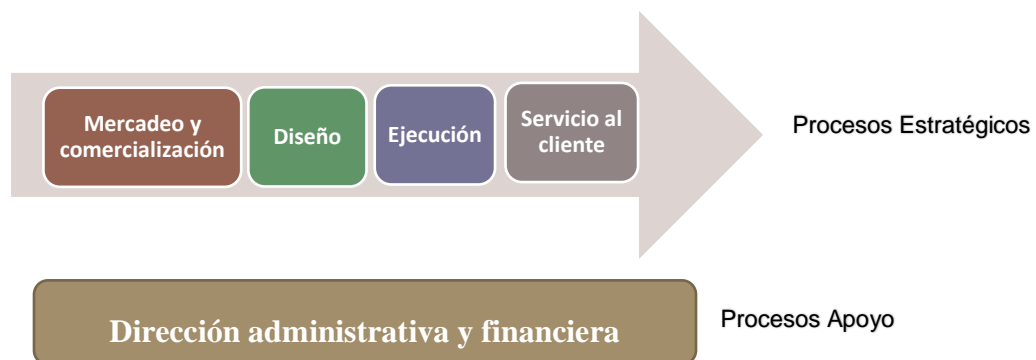 Mercadeo y
comercialización
Diseño
Ejecución
Servicio al
cliente
Procesos Estratégicos
Dirección administrativa y financiera
Procesos Apoyo